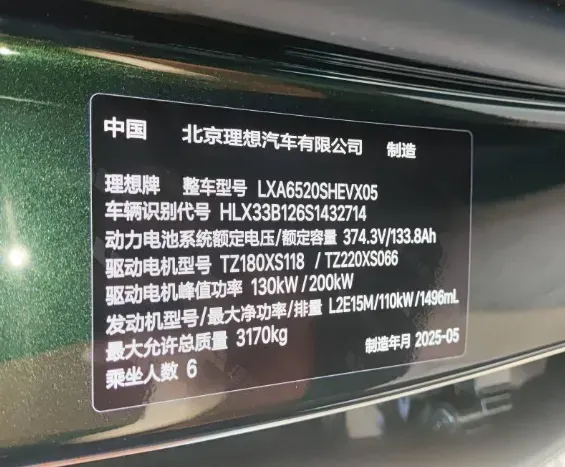 中国 北京理想汽车有限公司 制造
理想牌 整车型号 LXA6520SHEVX05
车辆识别代号 HLX33B126S1432714
动力电池系统额定电压/额定容量 374.3V/133.8Ah
驱动电机型号 TZ180XS118 / TZ220XS066
驱动电机峰值功率 130kW / 200kW
发动机型号/最大净功率/排量 L2E15M/110kW/1496mL
最大允许总质量 3170kg 制造年月 2025-05
乘坐人数 6